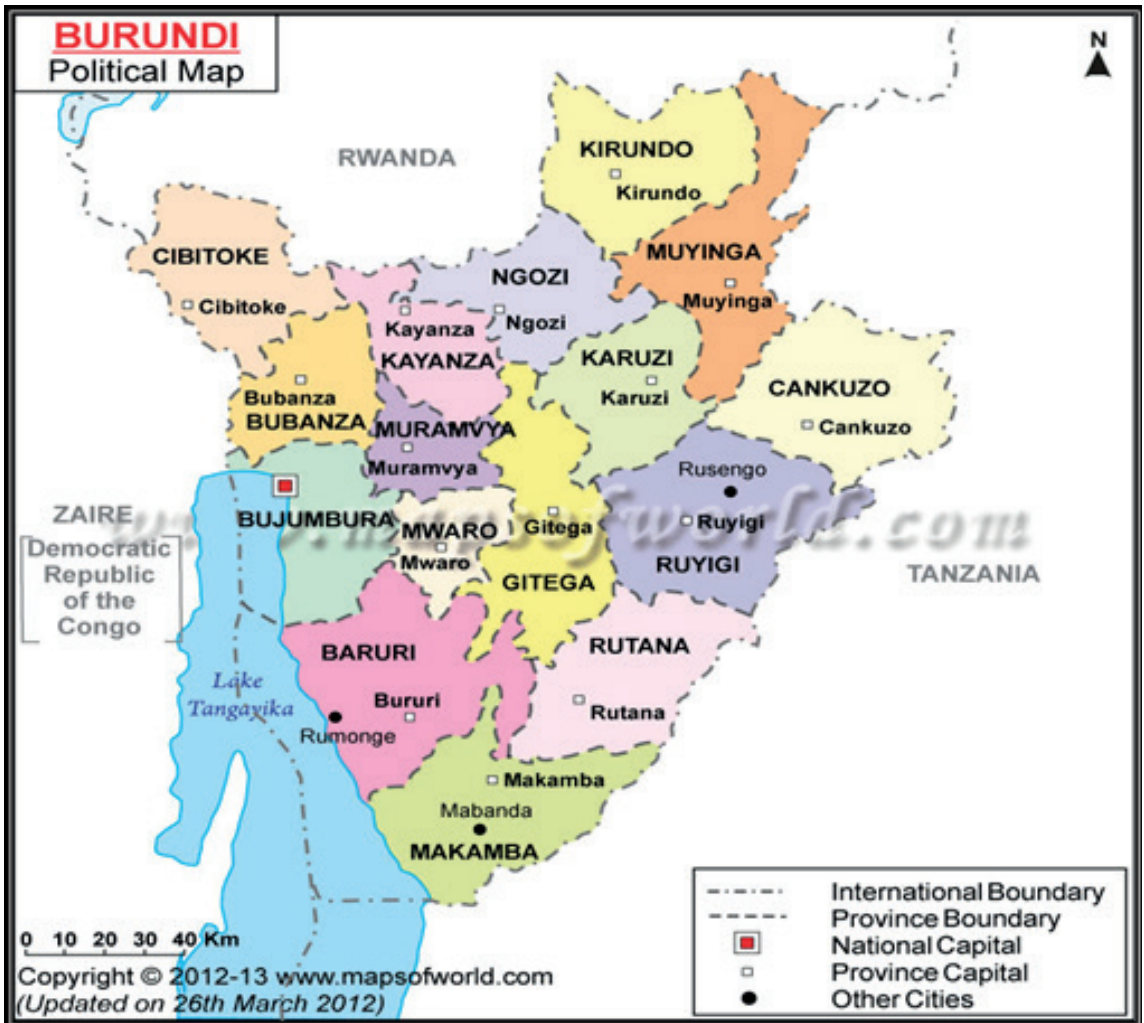 BURUNDI
Political Map
N
RWANDA
KIRUNDO
Kirundo
CIBITOKE
Cibitoke
NGOZI
Ngozi
MUYINGA
Muyinga
Kayanza
KAYANZA
KARUZI
Karuzi
Bubanza
BUBANZA
CANKUZO
Cankuzo
MURAMVYA
Muramvya
Rusengo
Ruyigi
RUYIGI
ZAIRE
Democratic
Republic
of the
Congo
BUJUMBURA
MWARO
Mwaro
Gitega
GITEGA
www.mapsofworld.com
TANZANIA
BARURI
Bururi
RUTANA
Rutana
Lake
Tangayika
Rumonge
Makamba
Mabanda
MAKAMBA
0 10 20 40 Km
Copyright © 2012-13 www.mapsofworld.com
(Updated on 26th March 2012)
International Boundary
Province Boundary
National Capital
Province Capital
Other Cities